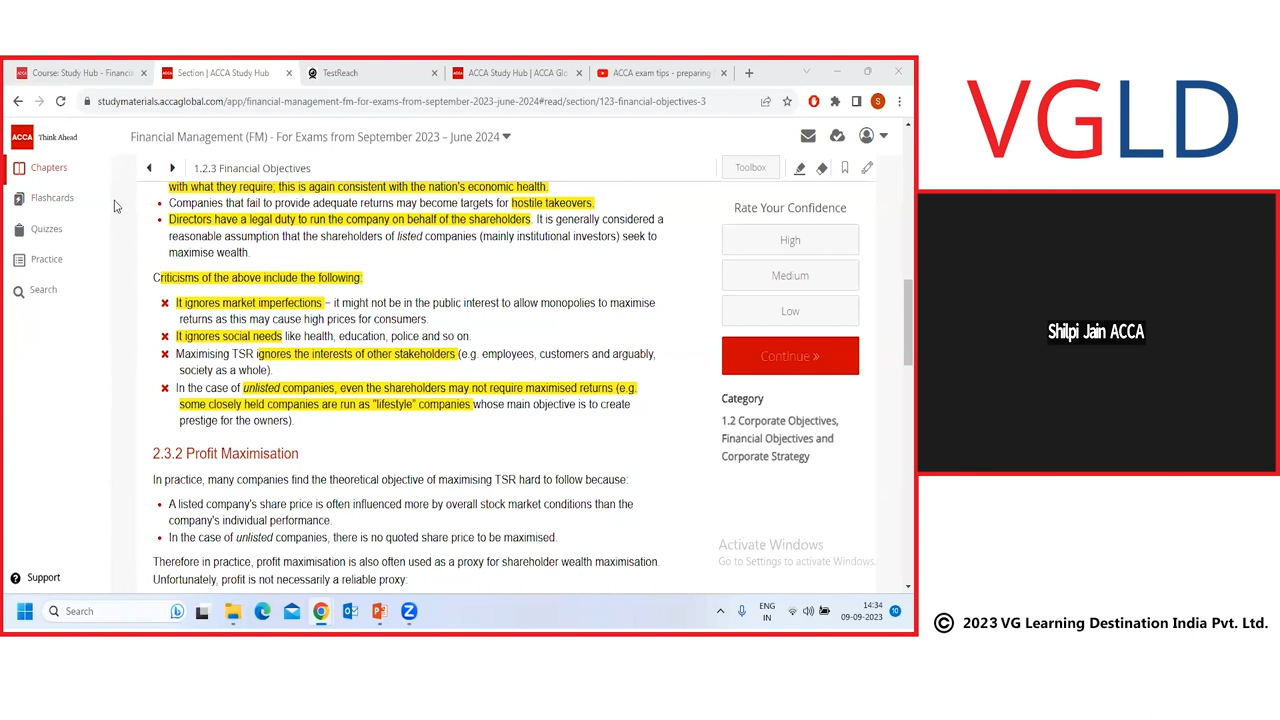 Course: Study Hub - Financia
Section | ACCA Study Hub
TestReach
ACCA Study Hub | ACCA Glo
ACCA exam tips - preparing
studymaterials.accaglobal.com/app/financial-management-fm-for-exams-from-september-2023-june-2024#read/section/123-financial-objectives-3
S
ACCA Think Ahead
Financial Management (FM) - For Exams from September 2023 – June 2024
Chapters
Flashcards
Quizzes
Practice
Search
Support
1.2.3 Financial Objectives
Toolbox
with what they require; this is again consistent with the nation's economic health.
• Companies that fail to provide adequate returns may become targets for hostile takeovers.
• Directors have a legal duty to run the company on behalf of the shareholders. It is generally considered a
reasonable assumption that the shareholders of listed companies (mainly institutional investors) seek to
maximise wealth.
Criticisms of the above include the following:
It ignores market imperfections – it might not be in the public interest to allow monopolies to maximise
returns as this may cause high prices for consumers.
It ignores social needs like health, education, police and so on.
Maximising TSR ignores the interests of other stakeholders (e.g. employees, customers and arguably,
society as a whole).
In the case of unlisted companies, even the shareholders may not require maximised returns (e.g.
some closely held companies are run as "lifestyle" companies whose main objective is to create
prestige for the owners).
2.3.2 Profit Maximisation
In practice, many companies find the theoretical objective of maximising TSR hard to follow because:
• A listed company's share price is often influenced more by overall stock market conditions than the
company's individual performance.
• In the case of unlisted companies, there is no quoted share price to be maximised.
Therefore in practice, profit maximisation is also often used as a proxy for shareholder wealth maximisation.
Unfortunately, profit is not necessarily a reliable proxy:
Rate Your Confidence
High
Medium
Low
Continue »
Category
1.2 Corporate Objectives,
Financial Objectives and
Corporate Strategy
Activate Windows
Go to Settings to activate Windows.
Search
ENG
IN
14:34
09-09-2023
10
VGLD
Shilpi Jain ACCA
© 2023 VG Learning Destination India Pvt. Ltd.